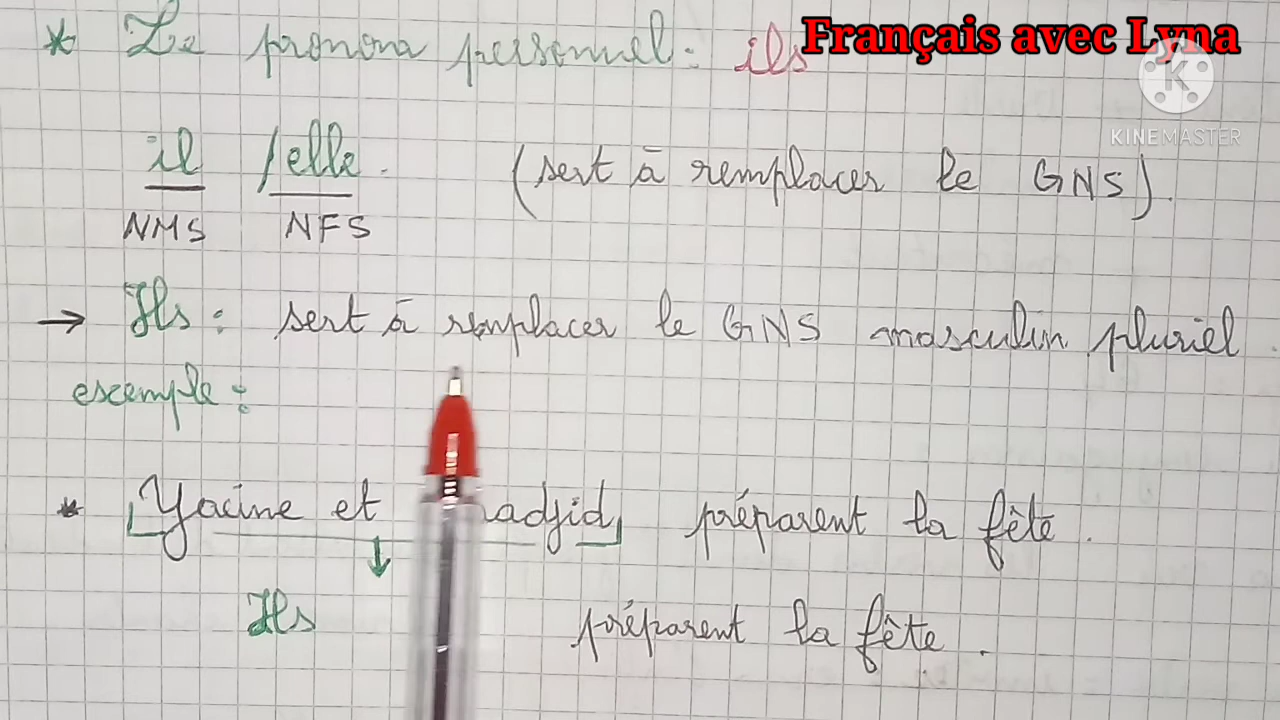 Français avec Lyna
* Le pronom personnel : ils
KINEMASTER
il / elle . (sert à remplacer le GNS) .
NMS NFS
→ Ils : sert à remplacer le GNS masculin pluriel .
exemple :
* Yacine et préparent la fête .
Ils préparent la fête .